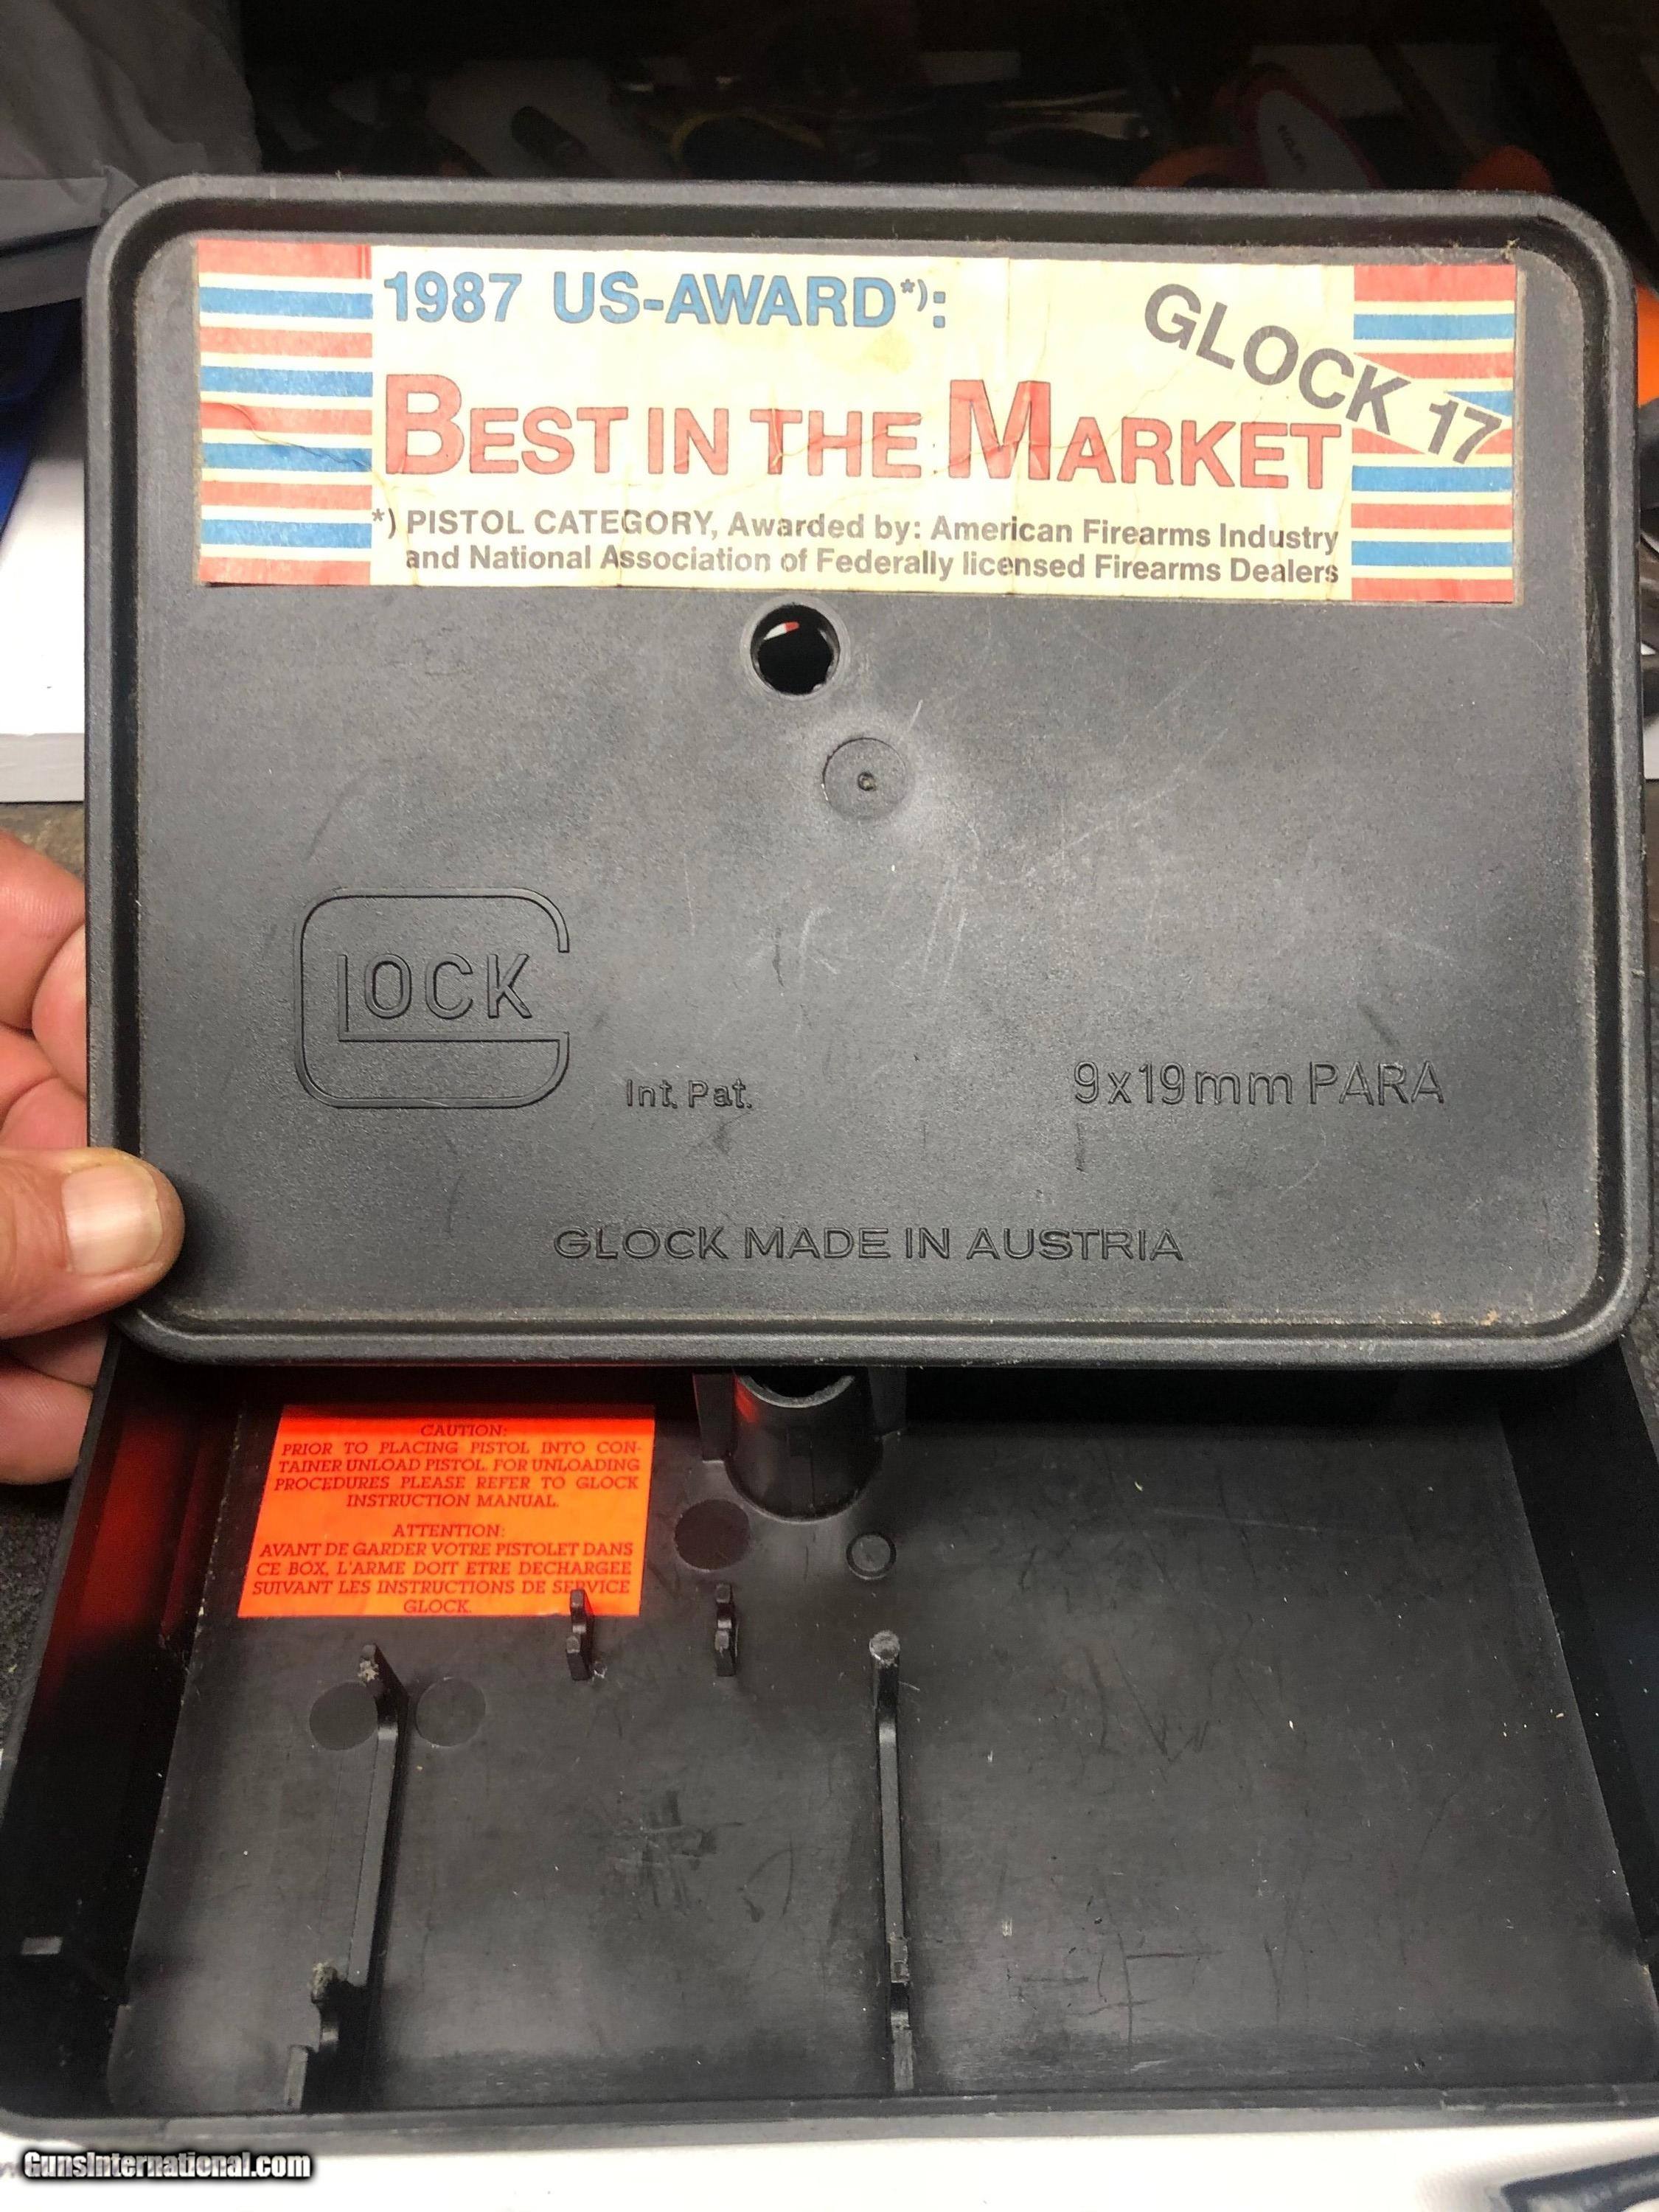 1987 US-AWARD*):
GLOCK 17
BEST IN THE MARKET
*) PISTOL CATEGORY, Awarded by: American Firearms Industry
and National Association of Federally licensed Firearms Dealers
GLOCK
Int. Pat.
9x19mm PARA
GLOCK MADE IN AUSTRIA
CAUTION:
PRIOR TO PLACING PISTOL INTO CON-
TAINER UNLOAD PISTOL. FOR UNLOADING
PROCEDURES PLEASE REFER TO GLOCK
INSTRUCTION MANUAL.
ATTENTION:
AVANT DE GARDER VOTRE PISTOLET DANS
CE BOX, L'ARME DOIT ETRE DECHARGEE
SUIVANT LES INSTRUCTIONS DE SERVICE
GLOCK.
GunsInternational.com